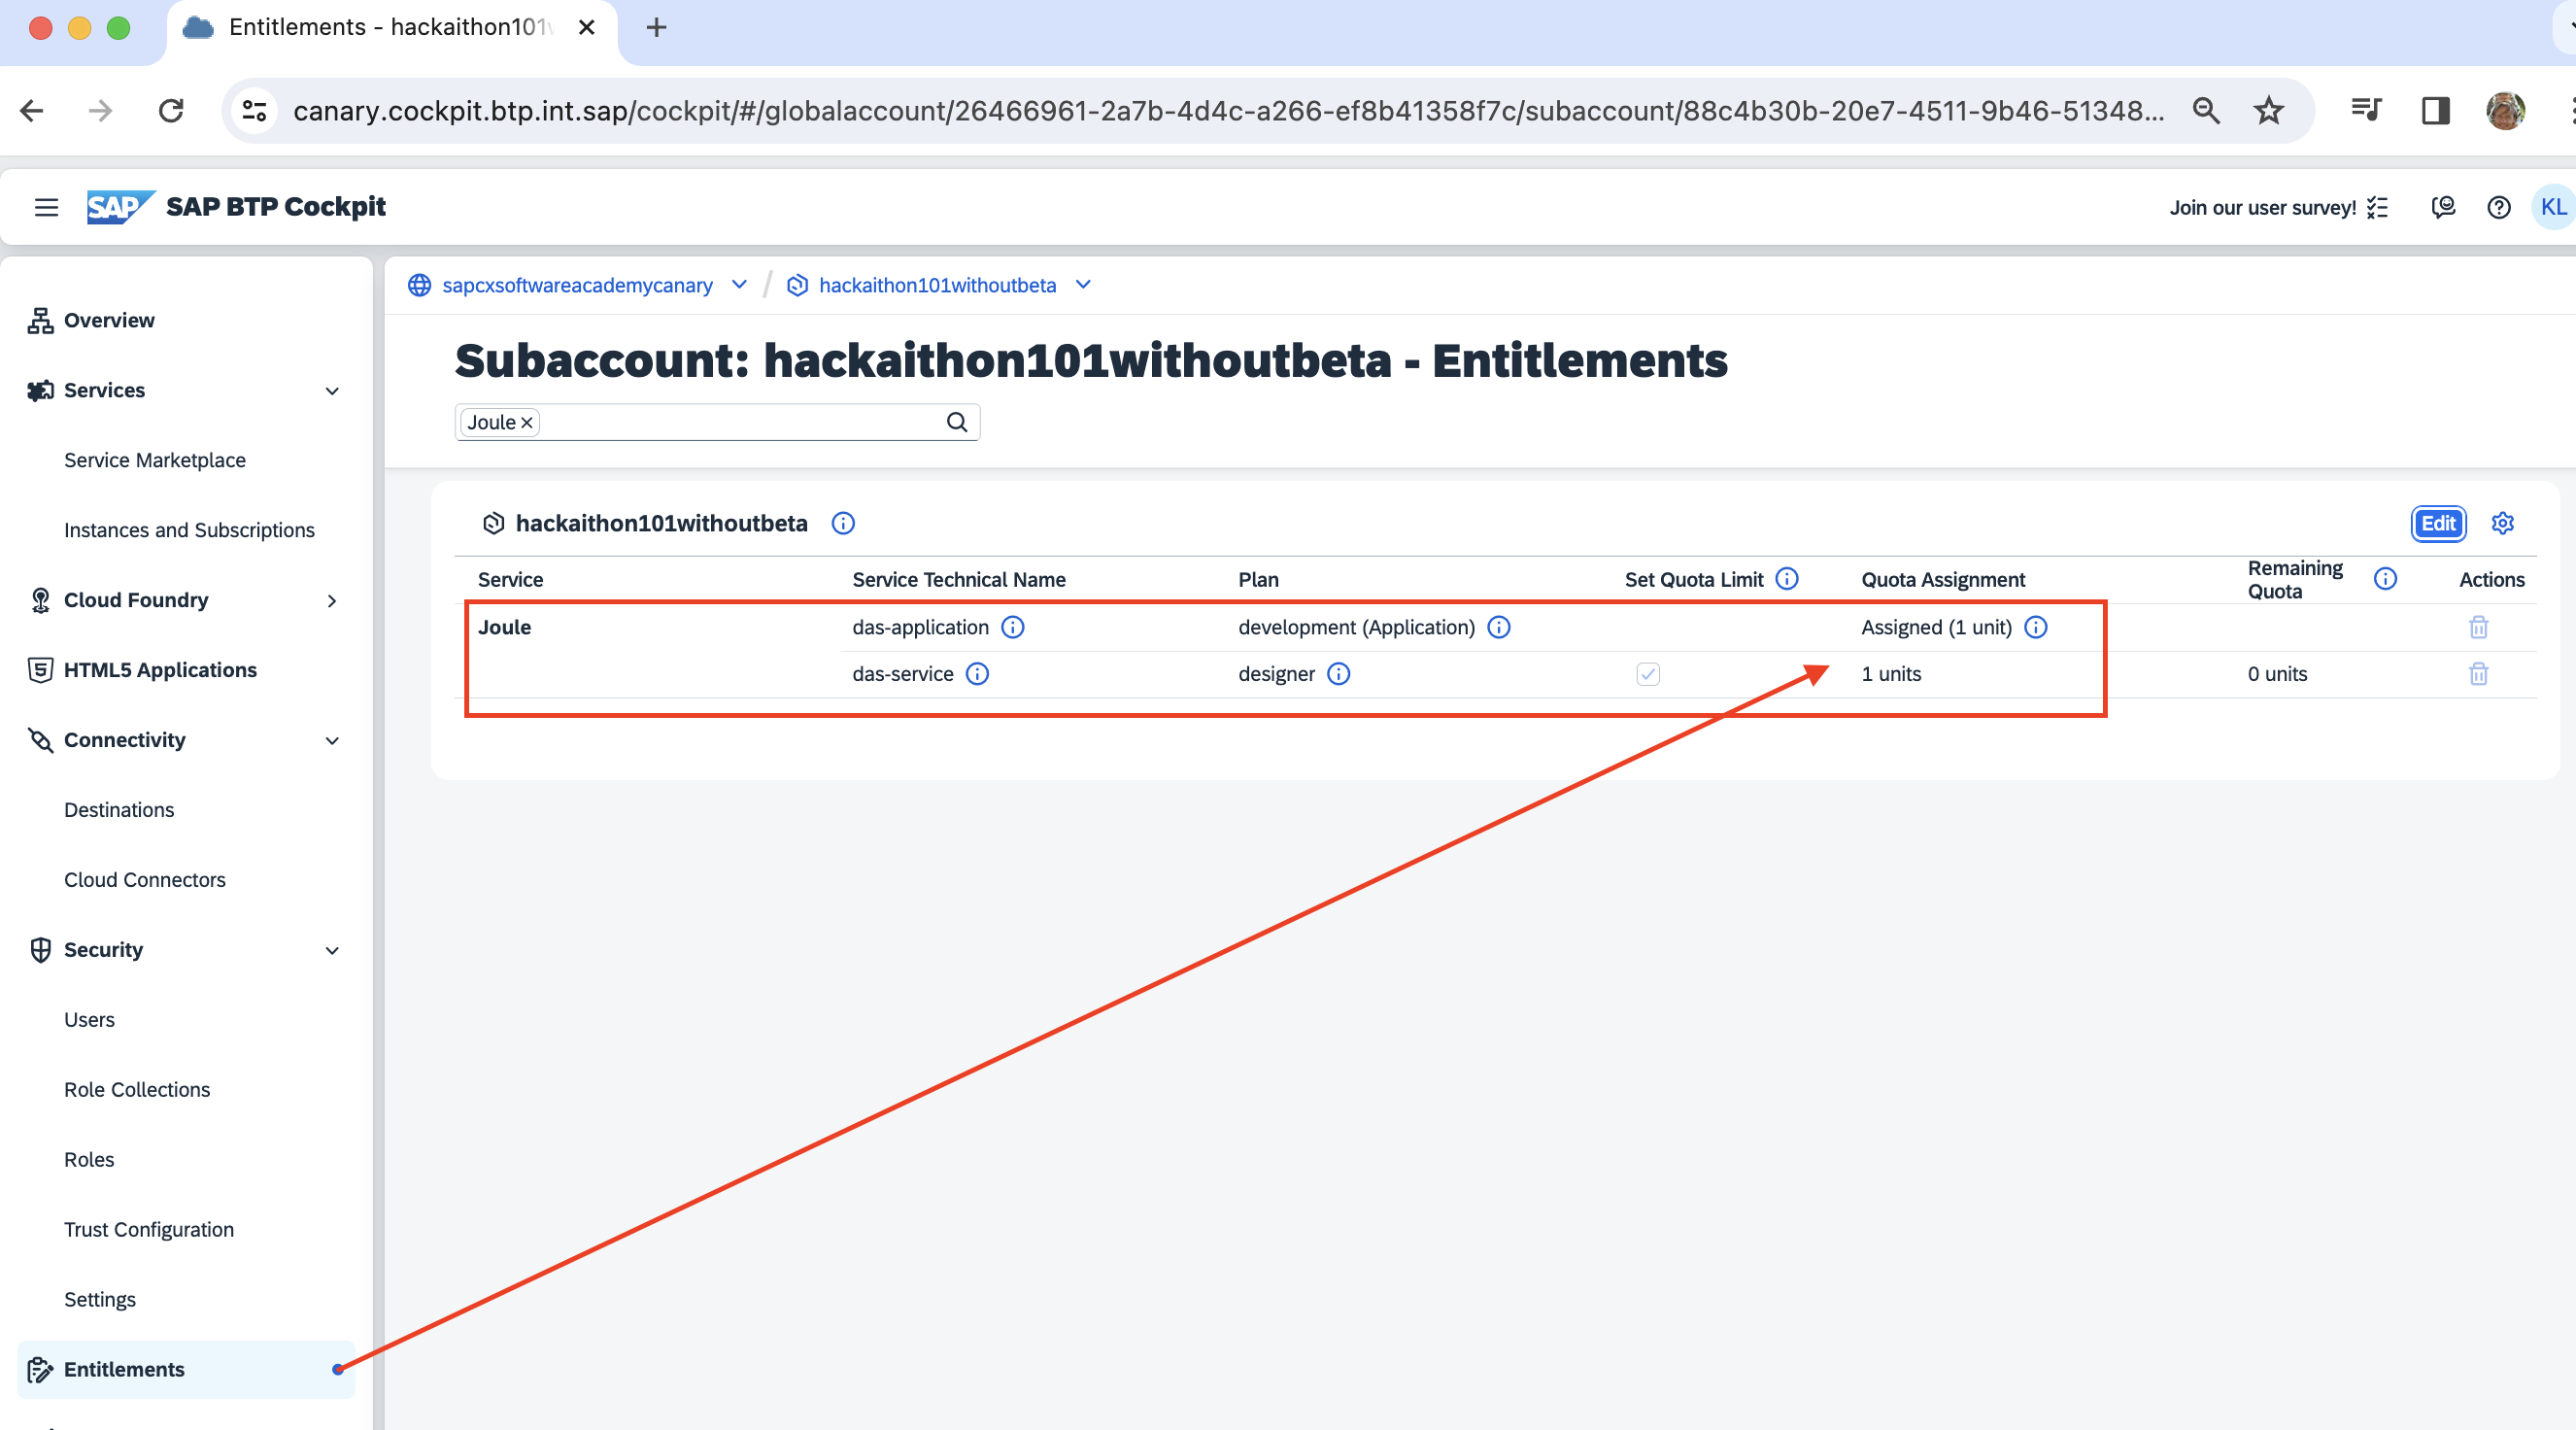 Entitlements - hackaithon101w
canary.cockpit.btp.int.sap/cockpit/#/globalaccount/26466961-2a7b-4d4c-a266-ef8b41358f7c/subaccount/88c4b30b-20e7-4511-9b46-51348...
SAP SAP BTP Cockpit
Join our user survey!
KL
Overview
Services
Service Marketplace
Instances and Subscriptions
Cloud Foundry
HTML5 Applications
Connectivity
Destinations
Cloud Connectors
Security
Users
Role Collections
Roles
Trust Configuration
Settings
Entitlements
sapcxsoftwareacademycanary / hackaithon101withoutbeta
Subaccount: hackaithon101withoutbeta - Entitlements
Joule
hackaithon101withoutbeta
Edit
Service Service Technical Name Plan Set Quota Limit Quota Assignment Remaining Quota Actions
Joule das-application development (Application) Assigned (1 unit)
das-service designer 1 units 0 units